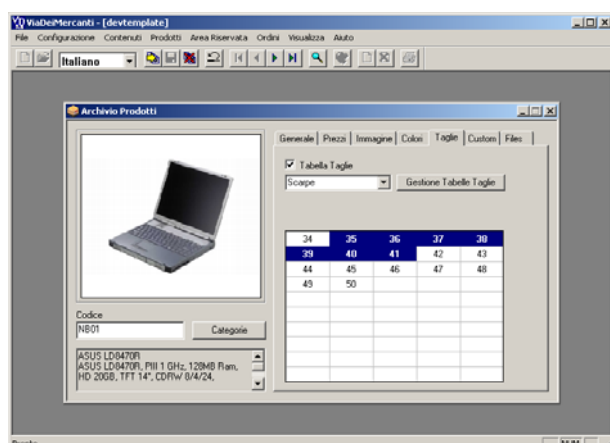 ViaDeiMercanti - [devtemplate]
File Configurazione Contenuti Prodotti Area Riservata Ordini Visualizza Aiuto
Italiano
Archivio Prodotti
Generale Prezzi Immagine Colori Taglie Custom Files
Tabella Taglie
Scarpe Gestione Tabelle Taglie
34 35 36 37 38
39 40 41 42 43
44 45 46 47 48
49 50
Codice
NB01 Categorie
ASUS LD8470R
ASUS LD8470R, PIII 1 GHz, 128MB Ram,
HD 20GB, TFT 14", CDRW 8/4/24,
Pronto NUM